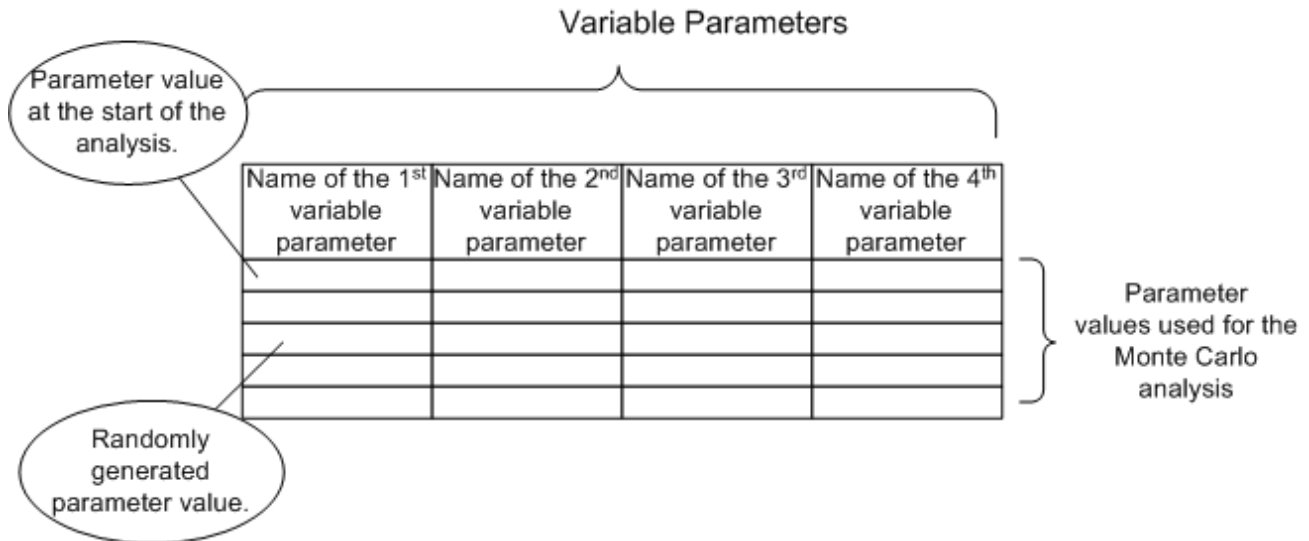 Variable Parameters
Parameter value
at the start of the
analysis.
Name of the 1st
variable
parameter
Name of the 2nd
variable
parameter
Name of the 3rd
variable
parameter
Name of the 4th
variable
parameter
Parameter
values used for the
Monte Carlo
analysis
Randomly
generated
parameter value.